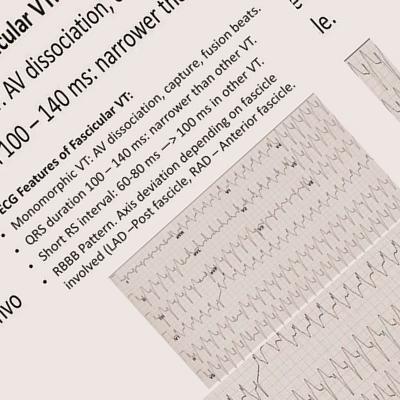 cular VT:
: AV dissociation,
100 – 140 ms: narrower tha
le.
ECG Features of Fascicular VT:
• Monomorphic VT: AV dissociation, capture, fusion beats.
• QRS duration 100 – 140 ms: narrower than other VT.
• Short RS interval: 60-80 ms —> 100 ms in other VT.
• RBBB Pattern. Axis deviation depending on fascicle
involved (LAD –Post fascicle, RAD – Anterior fascicle.